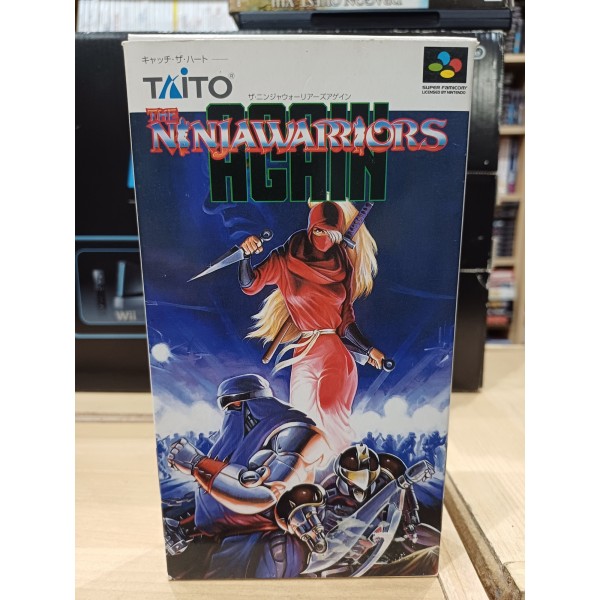 キャッチ・ザ・ハート
TAITO®
SUPER FAMICOM
LICENSED BY NINTENDO
ザ・ニンジャウォーリアーズアゲイン
THE
NINJAWARRIORS
AGAIN
Wii